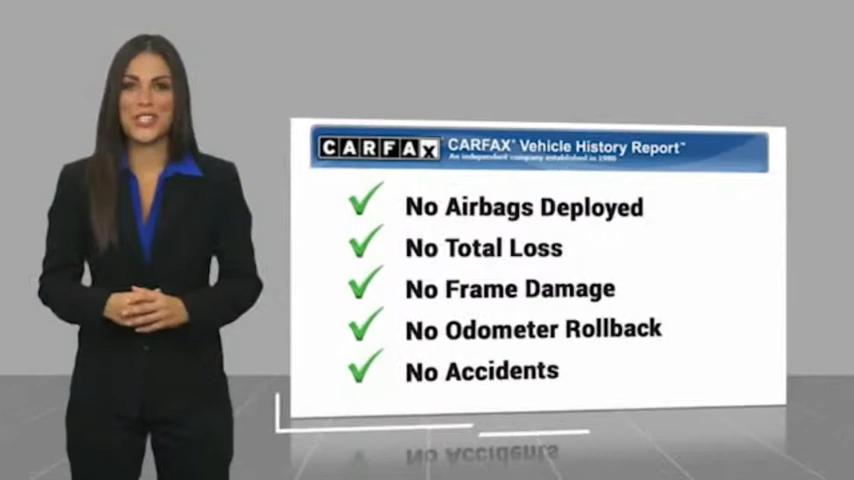 CARFAX CARFAX® Vehicle History Report™
An independent company established in 1986
No Airbags Deployed
No Total Loss
No Frame Damage
No Odometer Rollback
No Accidents